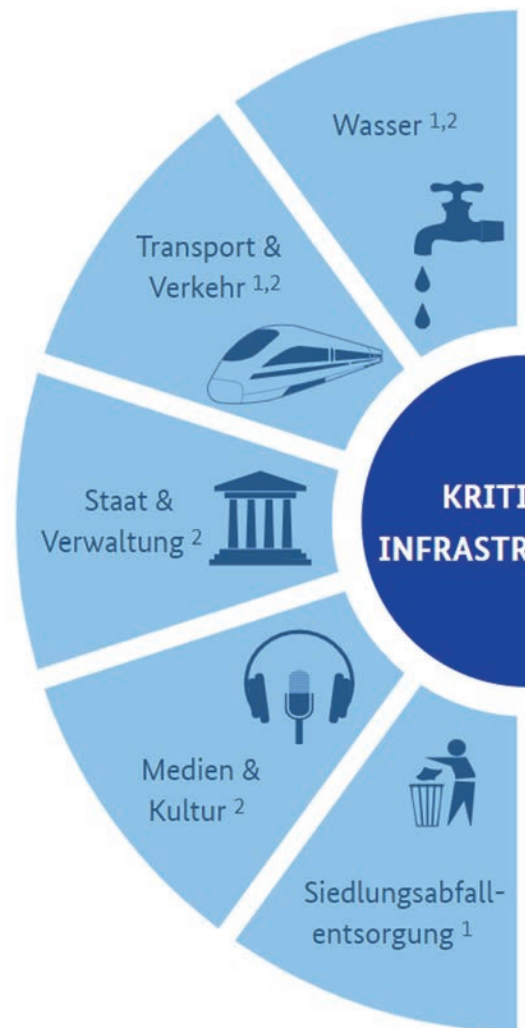 Wasser 1,2
Transport &
Verkehr 1,2
Staat &
Verwaltung 2
KRITI
INFRASTR
Medien &
Kultur 2
Siedlungsabfall-
entsorgung 1